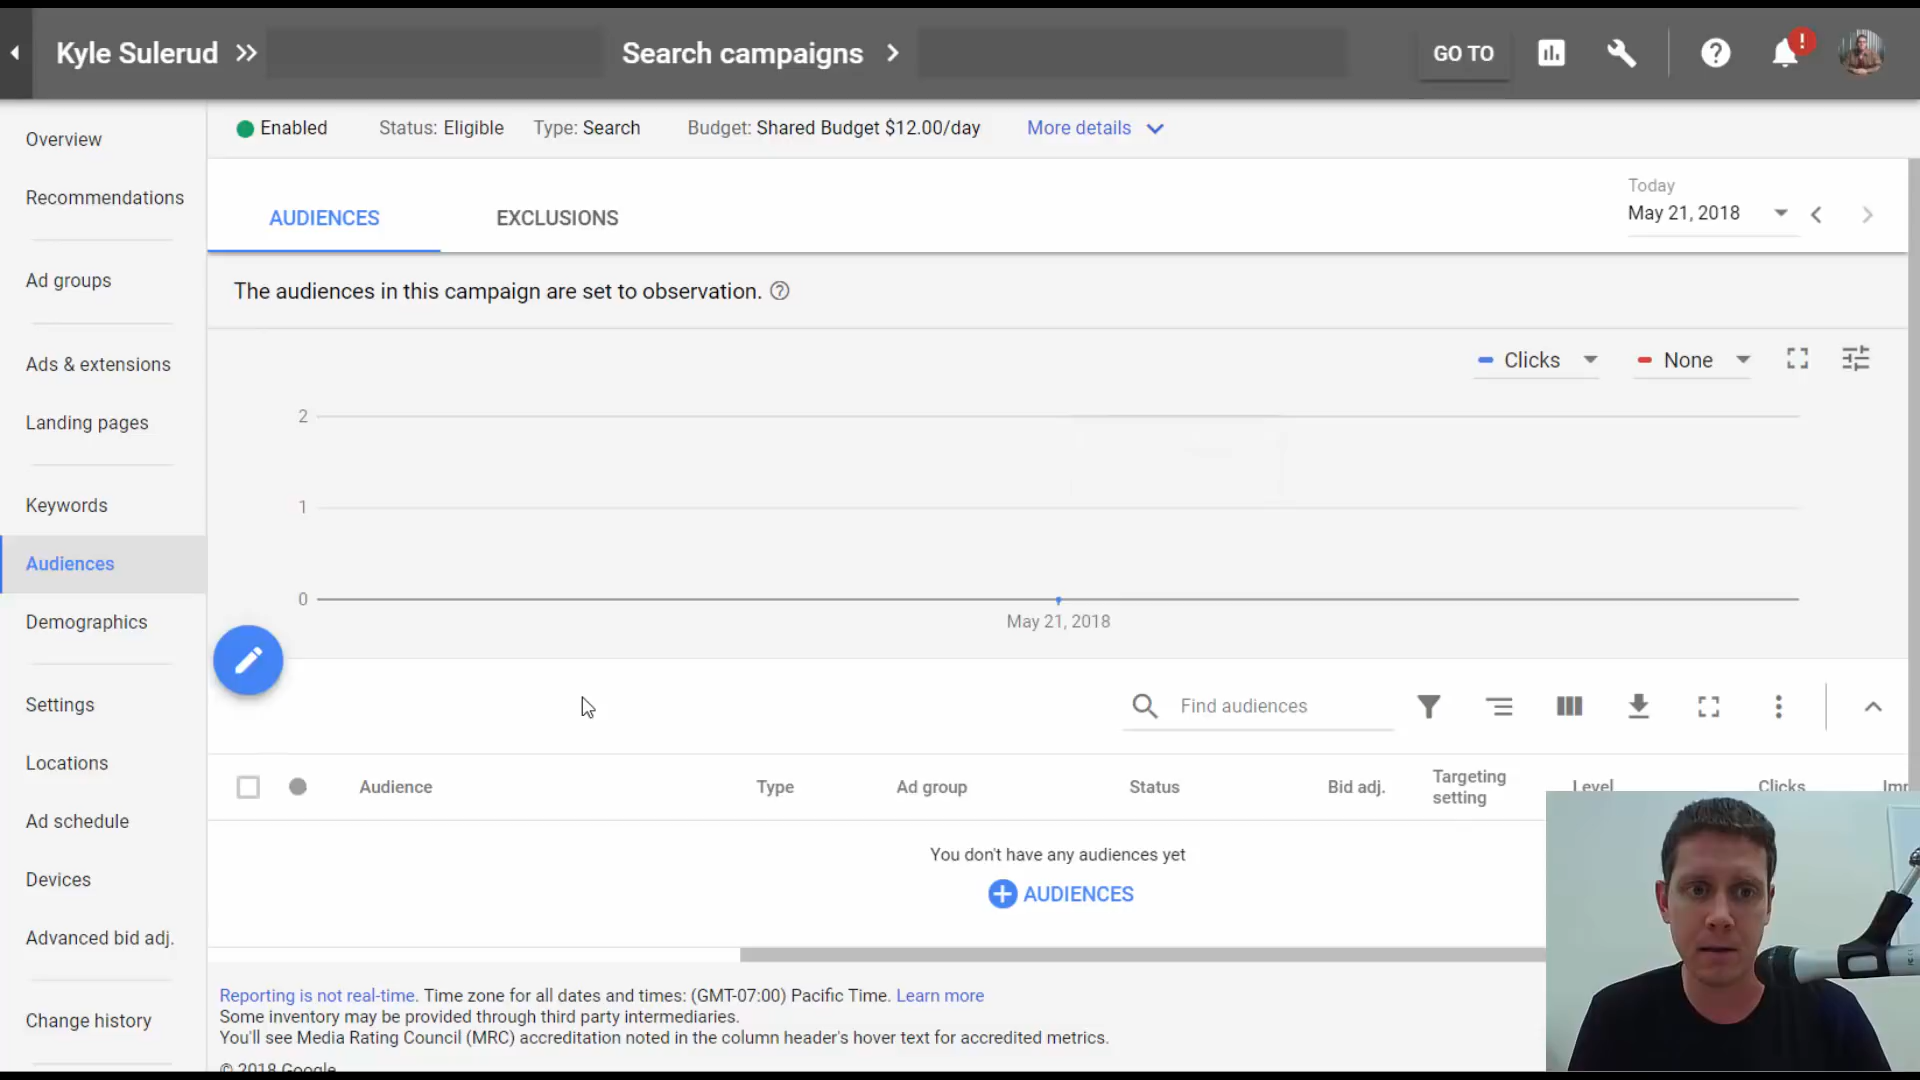 Kyle Sulerud
Search campaigns
GO TO
!
Enabled
Status: Eligible
Type: Search
Budget: Shared Budget $12.00/day
More details
Overview
Recommendations
Ad groups
Ads & extensions
Landing pages
Keywords
Audiences
Demographics
Settings
Locations
Ad schedule
Devices
Advanced bid adj.
Change history
AUDIENCES
EXCLUSIONS
Today
May 21, 2018
The audiences in this campaign are set to observation.
Clicks
None
2
1
0
May 21, 2018
Find audiences
Audience
Type
Ad group
Status
Bid adj.
Targeting
setting
Level
Clicks
You don't have any audiences yet
AUDIENCES
Reporting is not real-time. Time zone for all dates and times: (GMT-07:00) Pacific Time. Learn more
Some inventory may be provided through third party intermediaries.
You'll see Media Rating Council (MRC) accreditation noted in the column header's hover text for accredited metrics.
© 2018 Google